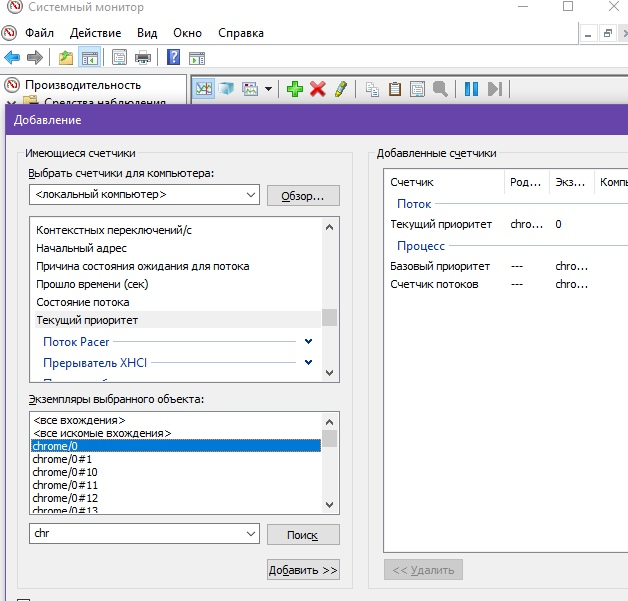 Системный монитор
Файл Действие Вид Окно Справка
Производительность
Средства наблюдения
Добавление
Имеющиеся счетчики
Выбрать счетчики для компьютера:
<локальный компьютер>
Обзор...
Контекстных переключений/с
Начальный адрес
Причина состояния ожидания для потока
Прошло времени (сек)
Состояние потока
Текущий приоритет
Поток Pacer
Прерыватель XHCI
Экземпляры выбранного объекта:
<все вхождения>
<все искомые вхождения>
chrome/0
chrome/0#1
chrome/0#10
chrome/0#11
chrome/0#12
chrome/0#13
chr
Поиск
Добавить >>
Добавленные счетчики
Счетчик Род... Экз... Компь
Поток
Текущий приоритет chro... 0
Процесс
Базовый приоритет --- chro...
Счетчик потоков --- chro...
<< Удалить